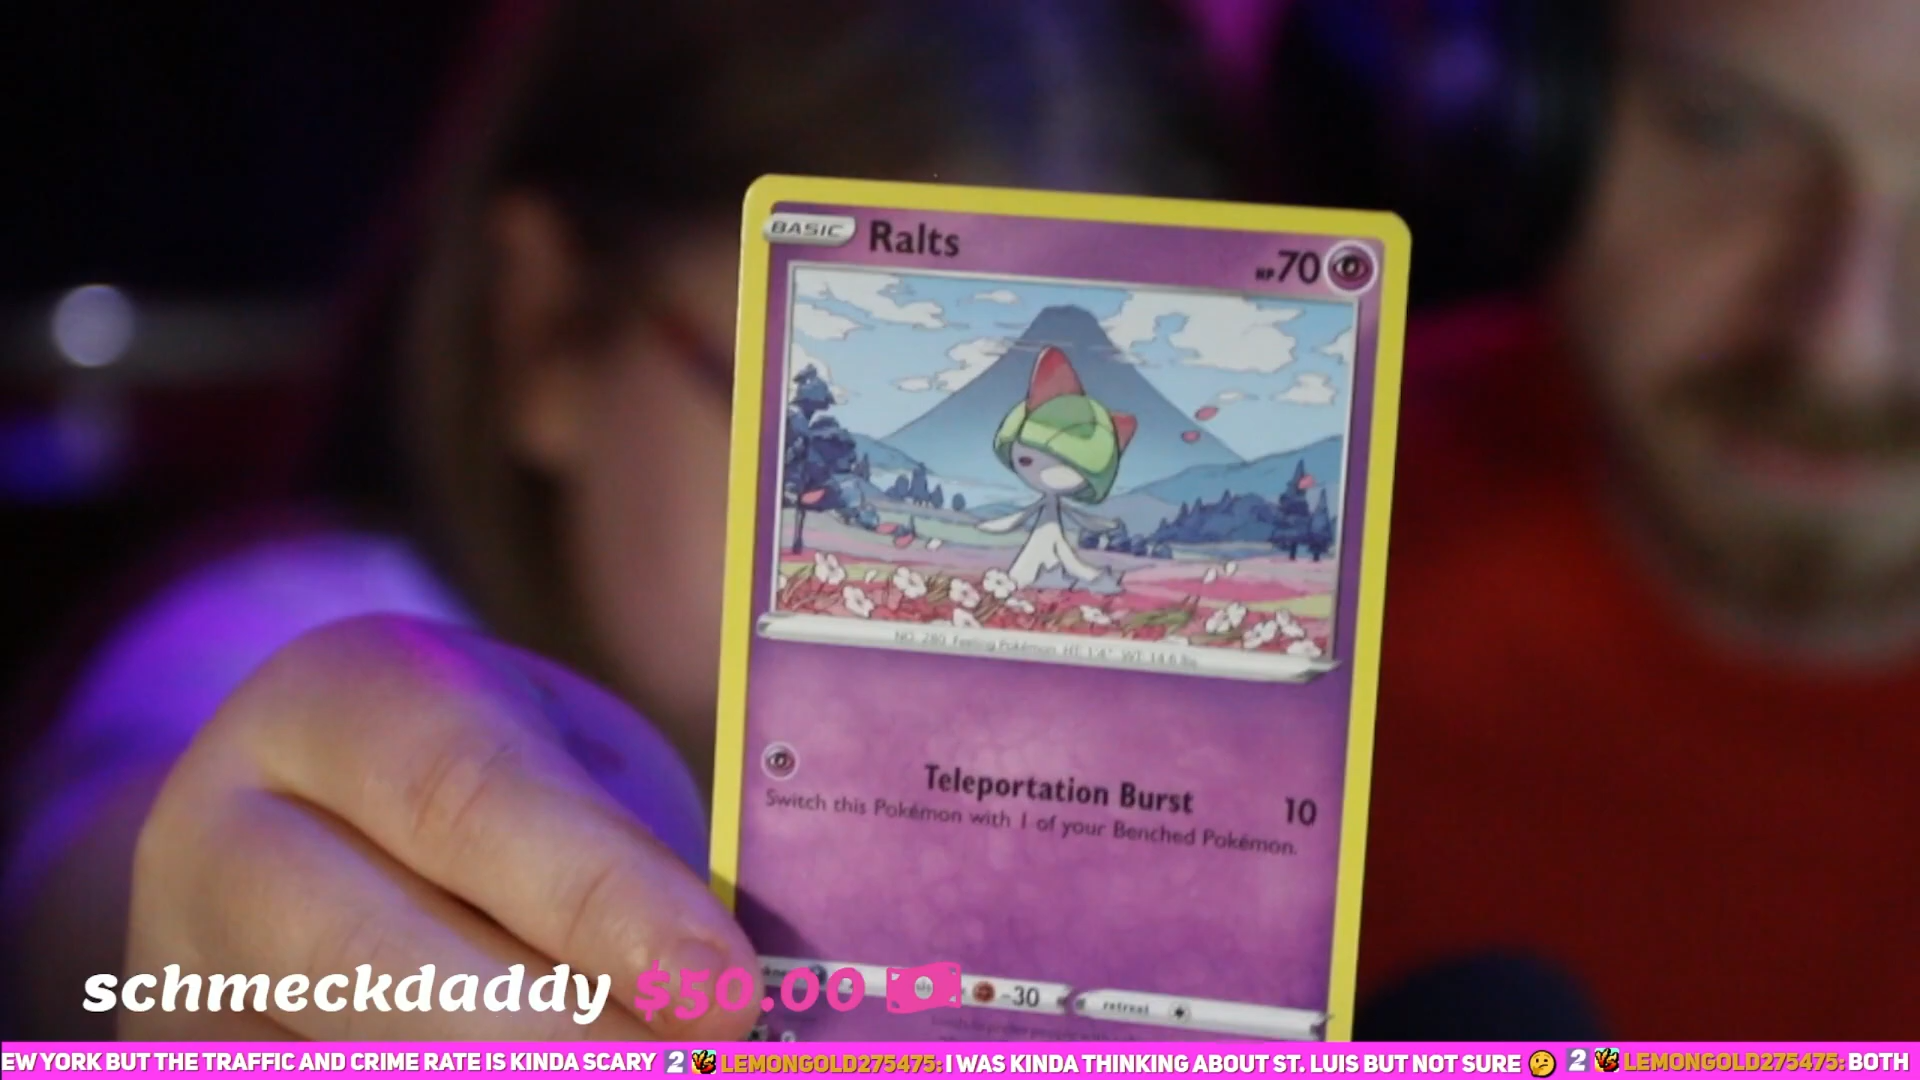 BASIC Ralts HP 70
NO. 280 Feeling Pokémon HT: 1'4" WT: 14.6 lbs.
Teleportation Burst 10
Switch this Pokémon with 1 of your Benched Pokémon.
-30 retreat
schmeckdaddy $50.00
EW YORK BUT THE TRAFFIC AND CRIME RATE IS KINDA SCARY 2 LEMONGOLD275475: I WAS KINDA THINKING ABOUT ST. LUIS BUT NOT SURE 🤔 2 LEMONGOLD275475: BOTH